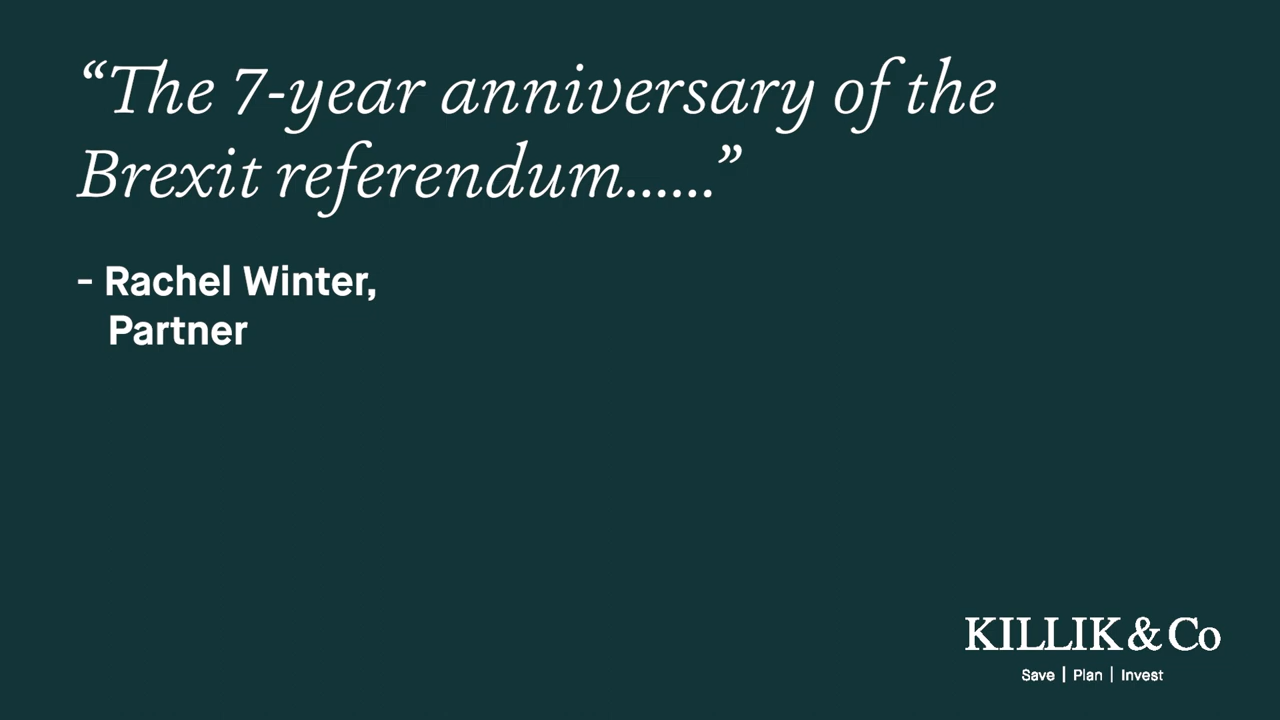 “The 7-year anniversary of the
Brexit referendum......”
- Rachel Winter,
Partner
KILLIK & Co
Save | Plan | Invest